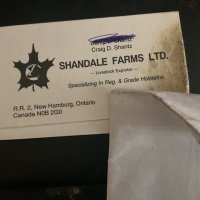 Craig D. Shantz
SHANDALE FARMS LTD.
— Livestock Exporter —
Specializing In Reg. & Grade Holsteins
R.R. 2, New Hamburg, Ontario
Canada N0B 2G0